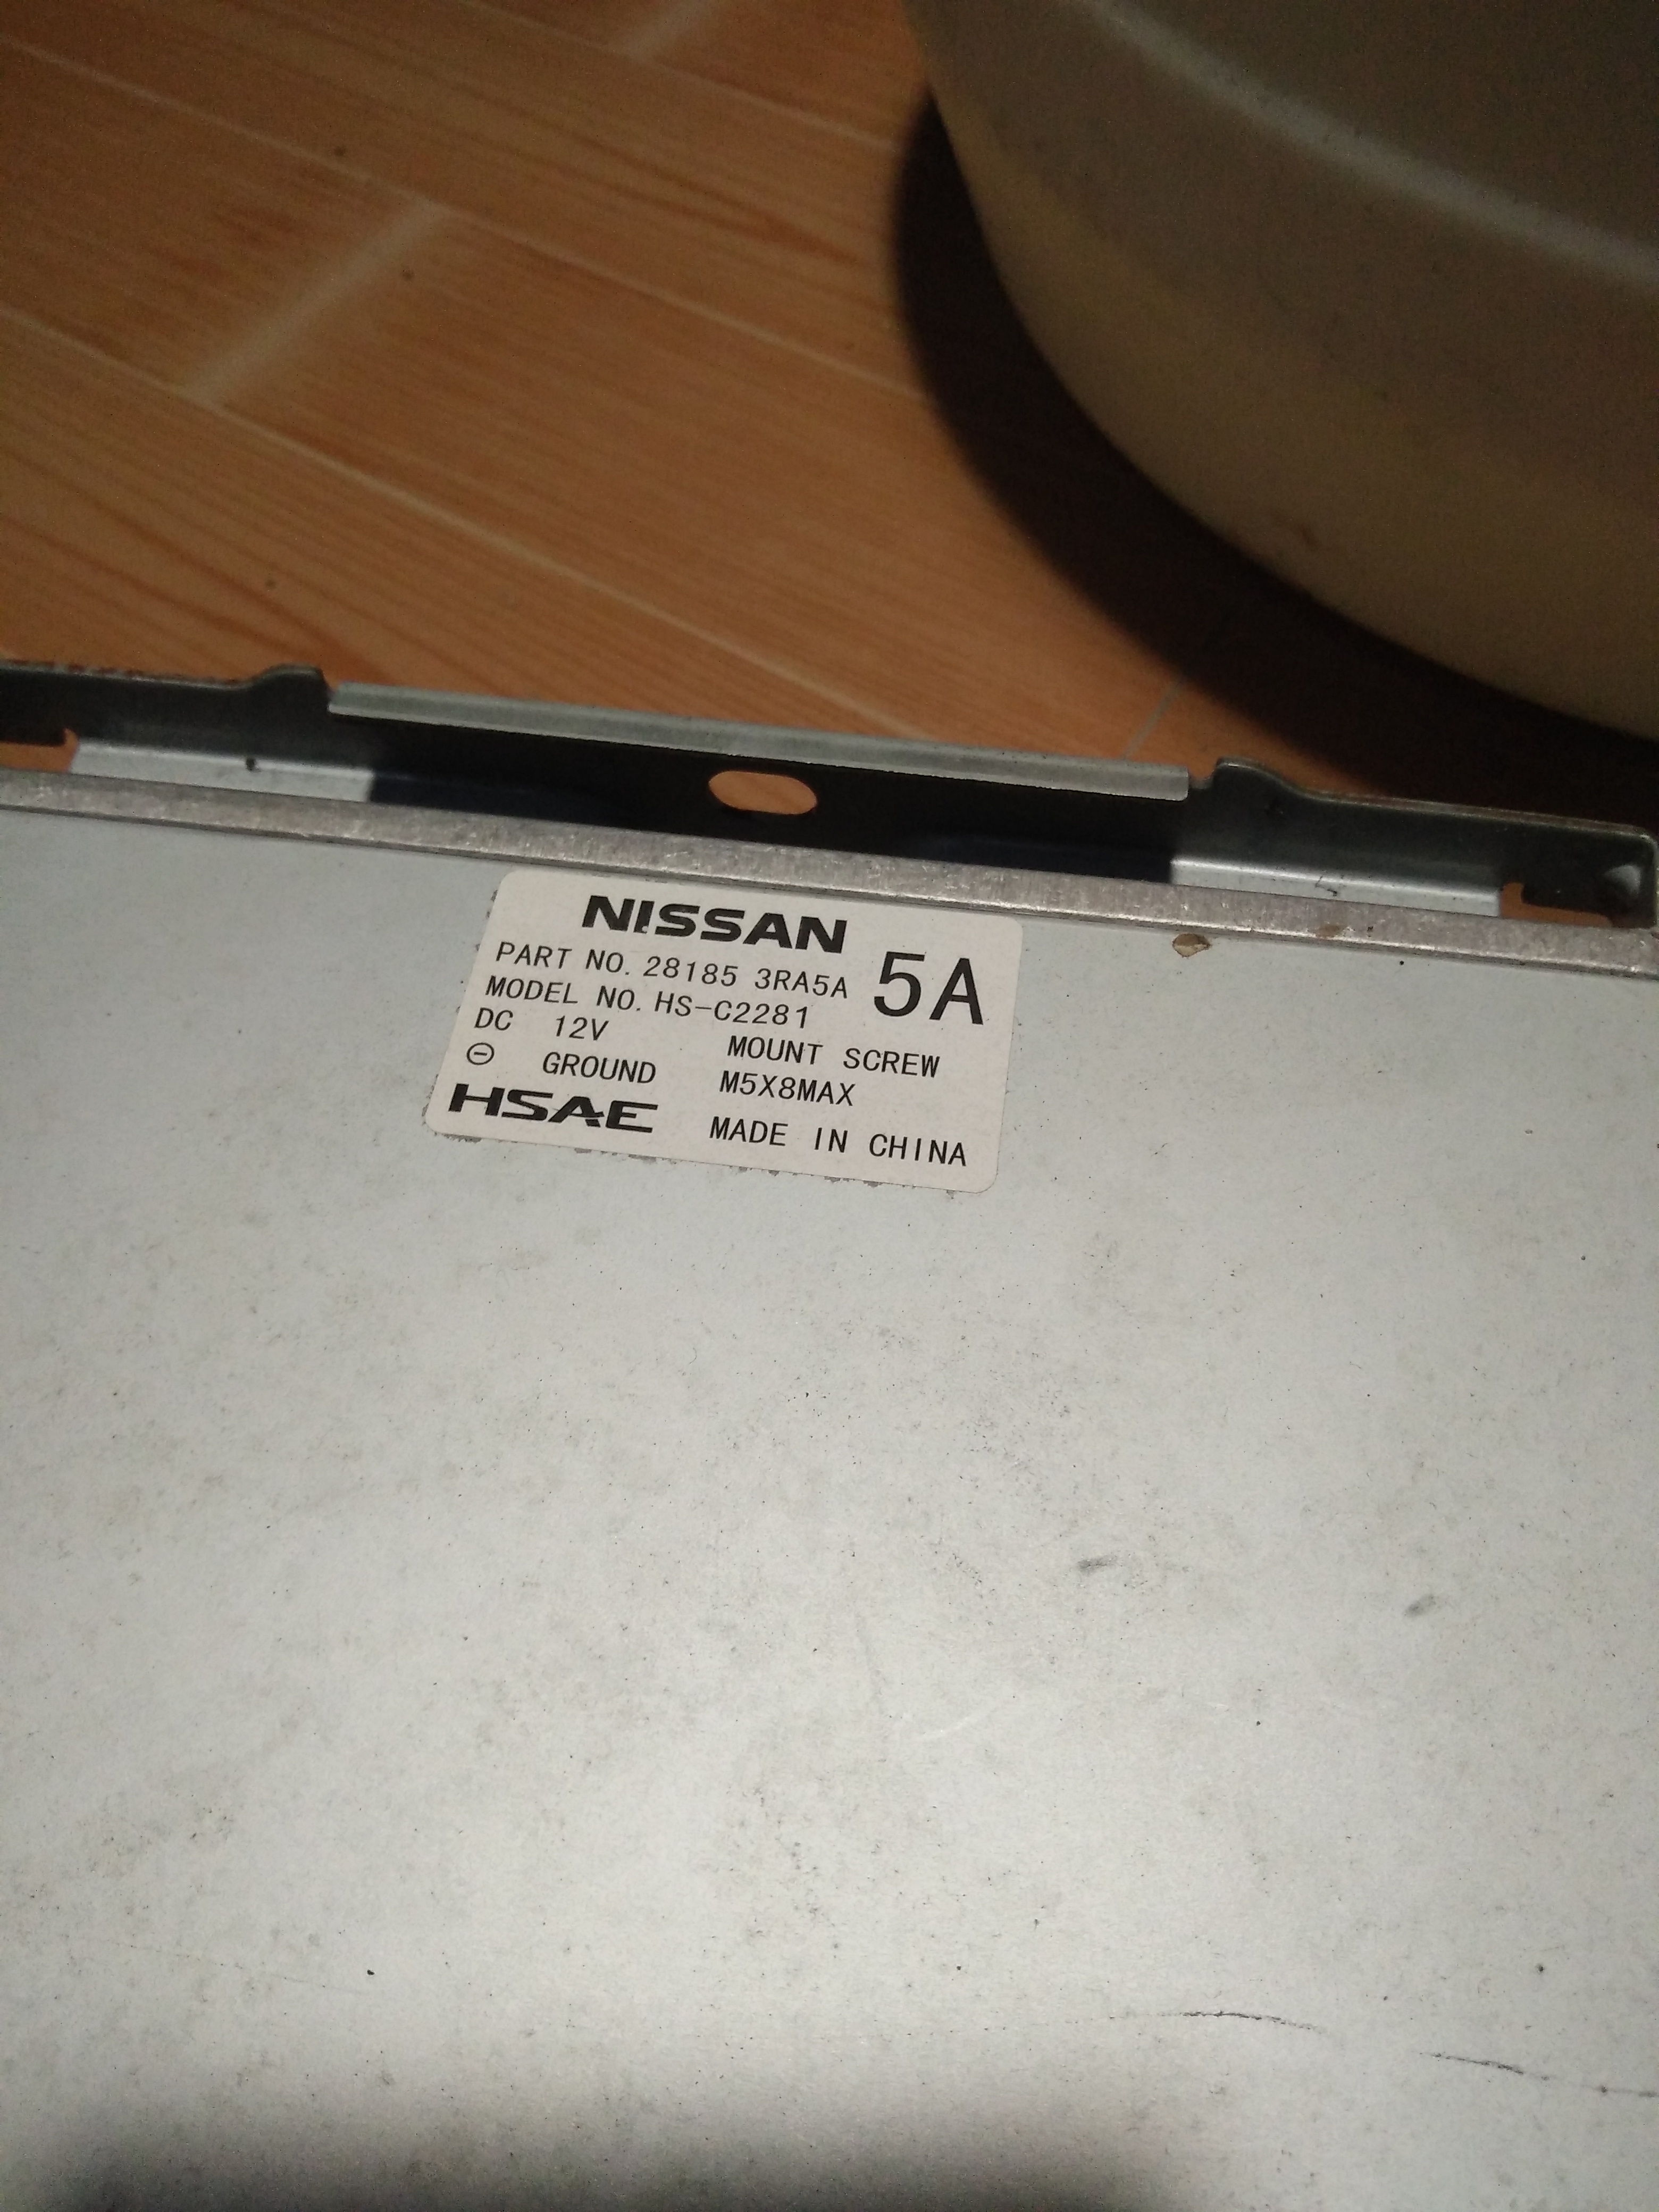 NISSAN
PART NO. 28185 3RA5A 5A
MODEL NO. HS-C2281
DC 12V MOUNT SCREW
⊖ GROUND M5X8MAX
HSAE MADE IN CHINA